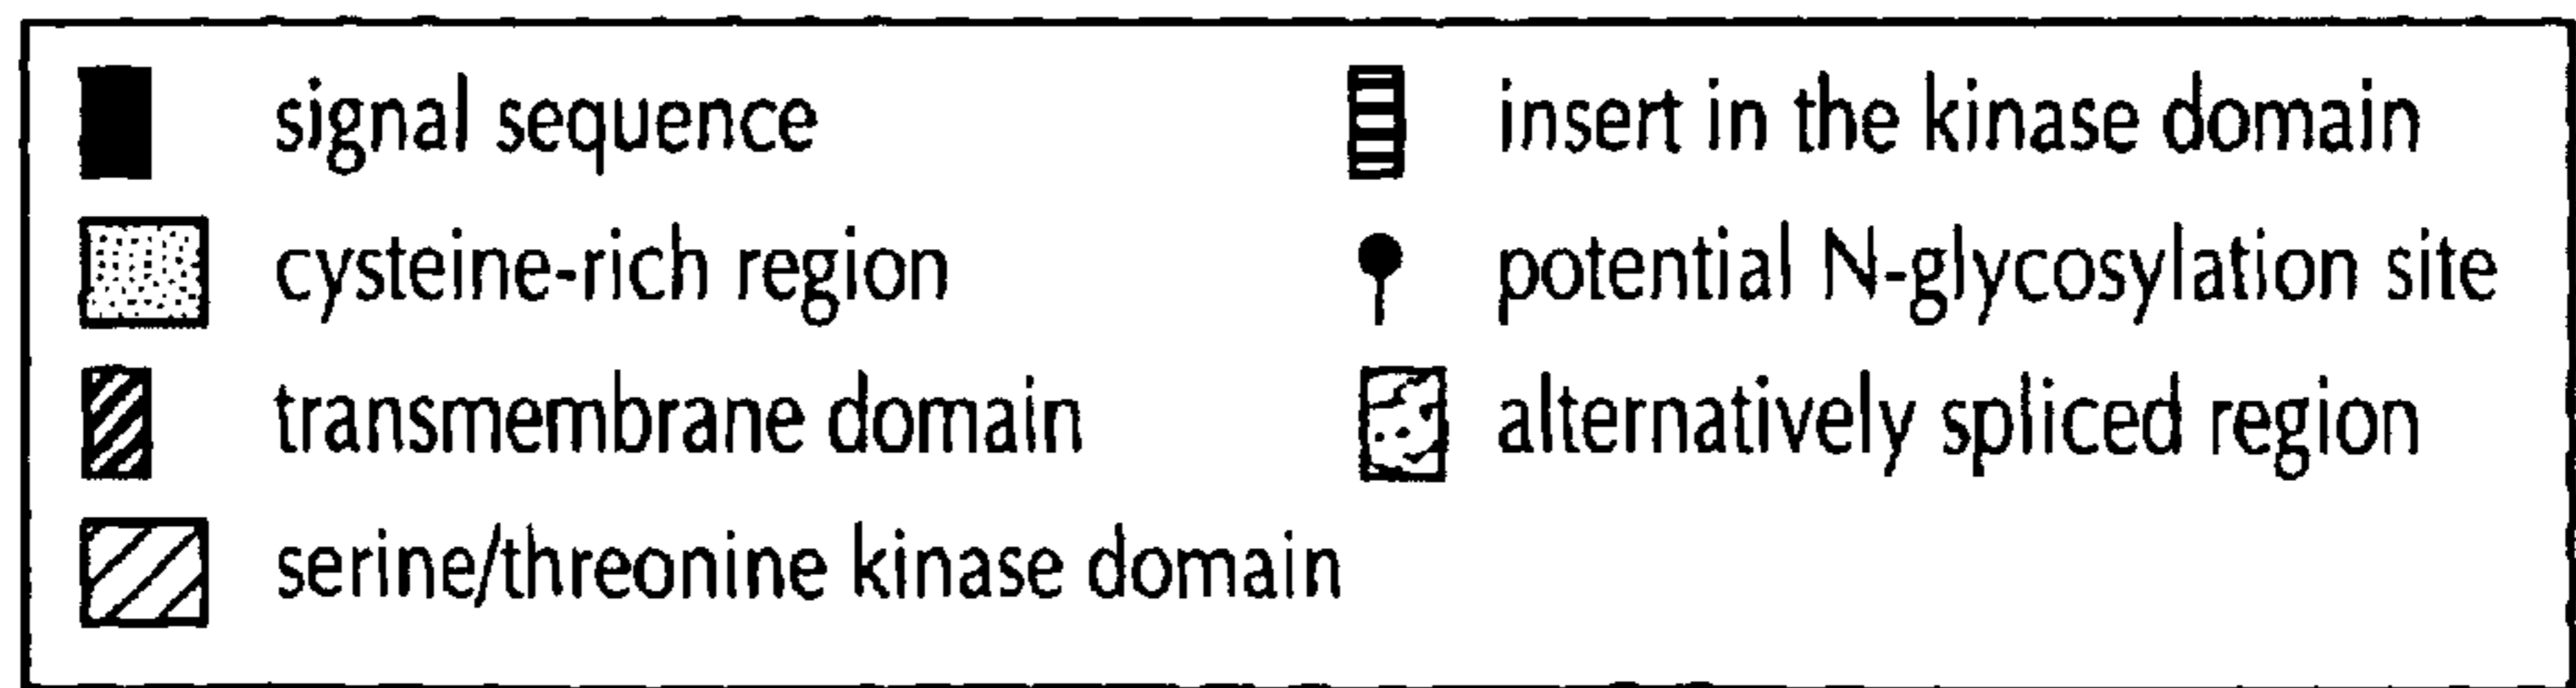 signal sequence
cysteine-rich region
transmembrane domain
serine/threonine kinase domain
insert in the kinase domain
potential N-glycosylation site
alternatively spliced region